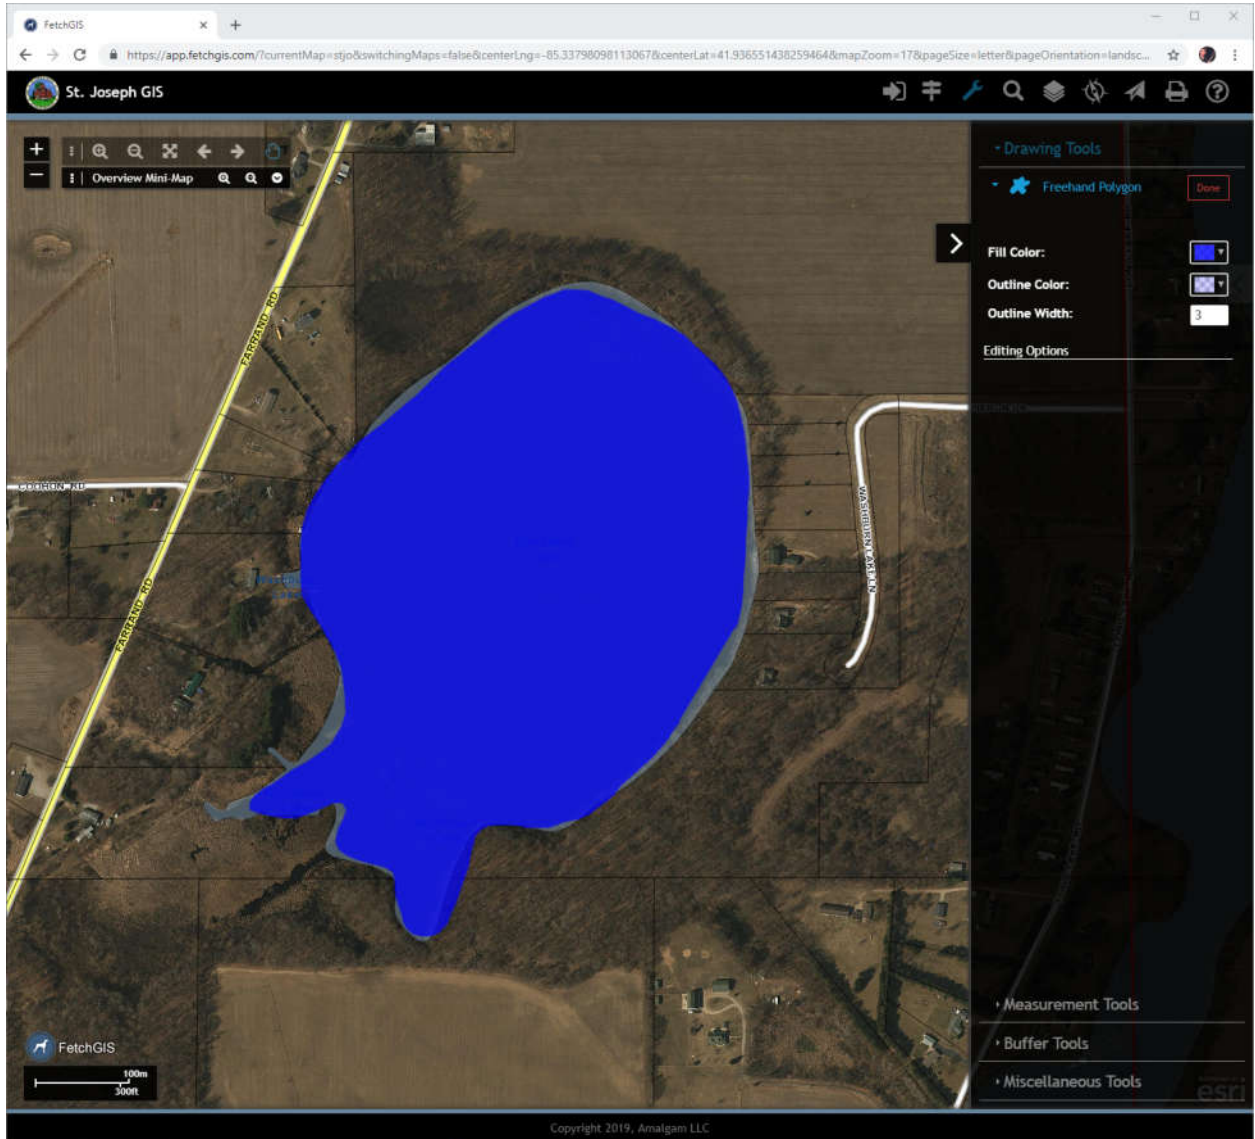 FetchGIS
https://app.fetchgis.com/?currentMap=stjo&switchingMaps=false&centerLng=-85.33798098113067&centerLat=41.936551438259464&mapZoom=17&pageSize=letter&pageOrientation=landsc...
St. Joseph GIS
Overview Mini-Map
Drawing Tools
Freehand Polygon
Done
Fill Color:
Outline Color:
Outline Width:
3
Editing Options
FARRAND RD
FARRAND RD
WASHBURN LAKE LN
Measurement Tools
Buffer Tools
Miscellaneous Tools
FetchGIS
100m
300ft
esri
Copyright 2019, Amalgam LLC